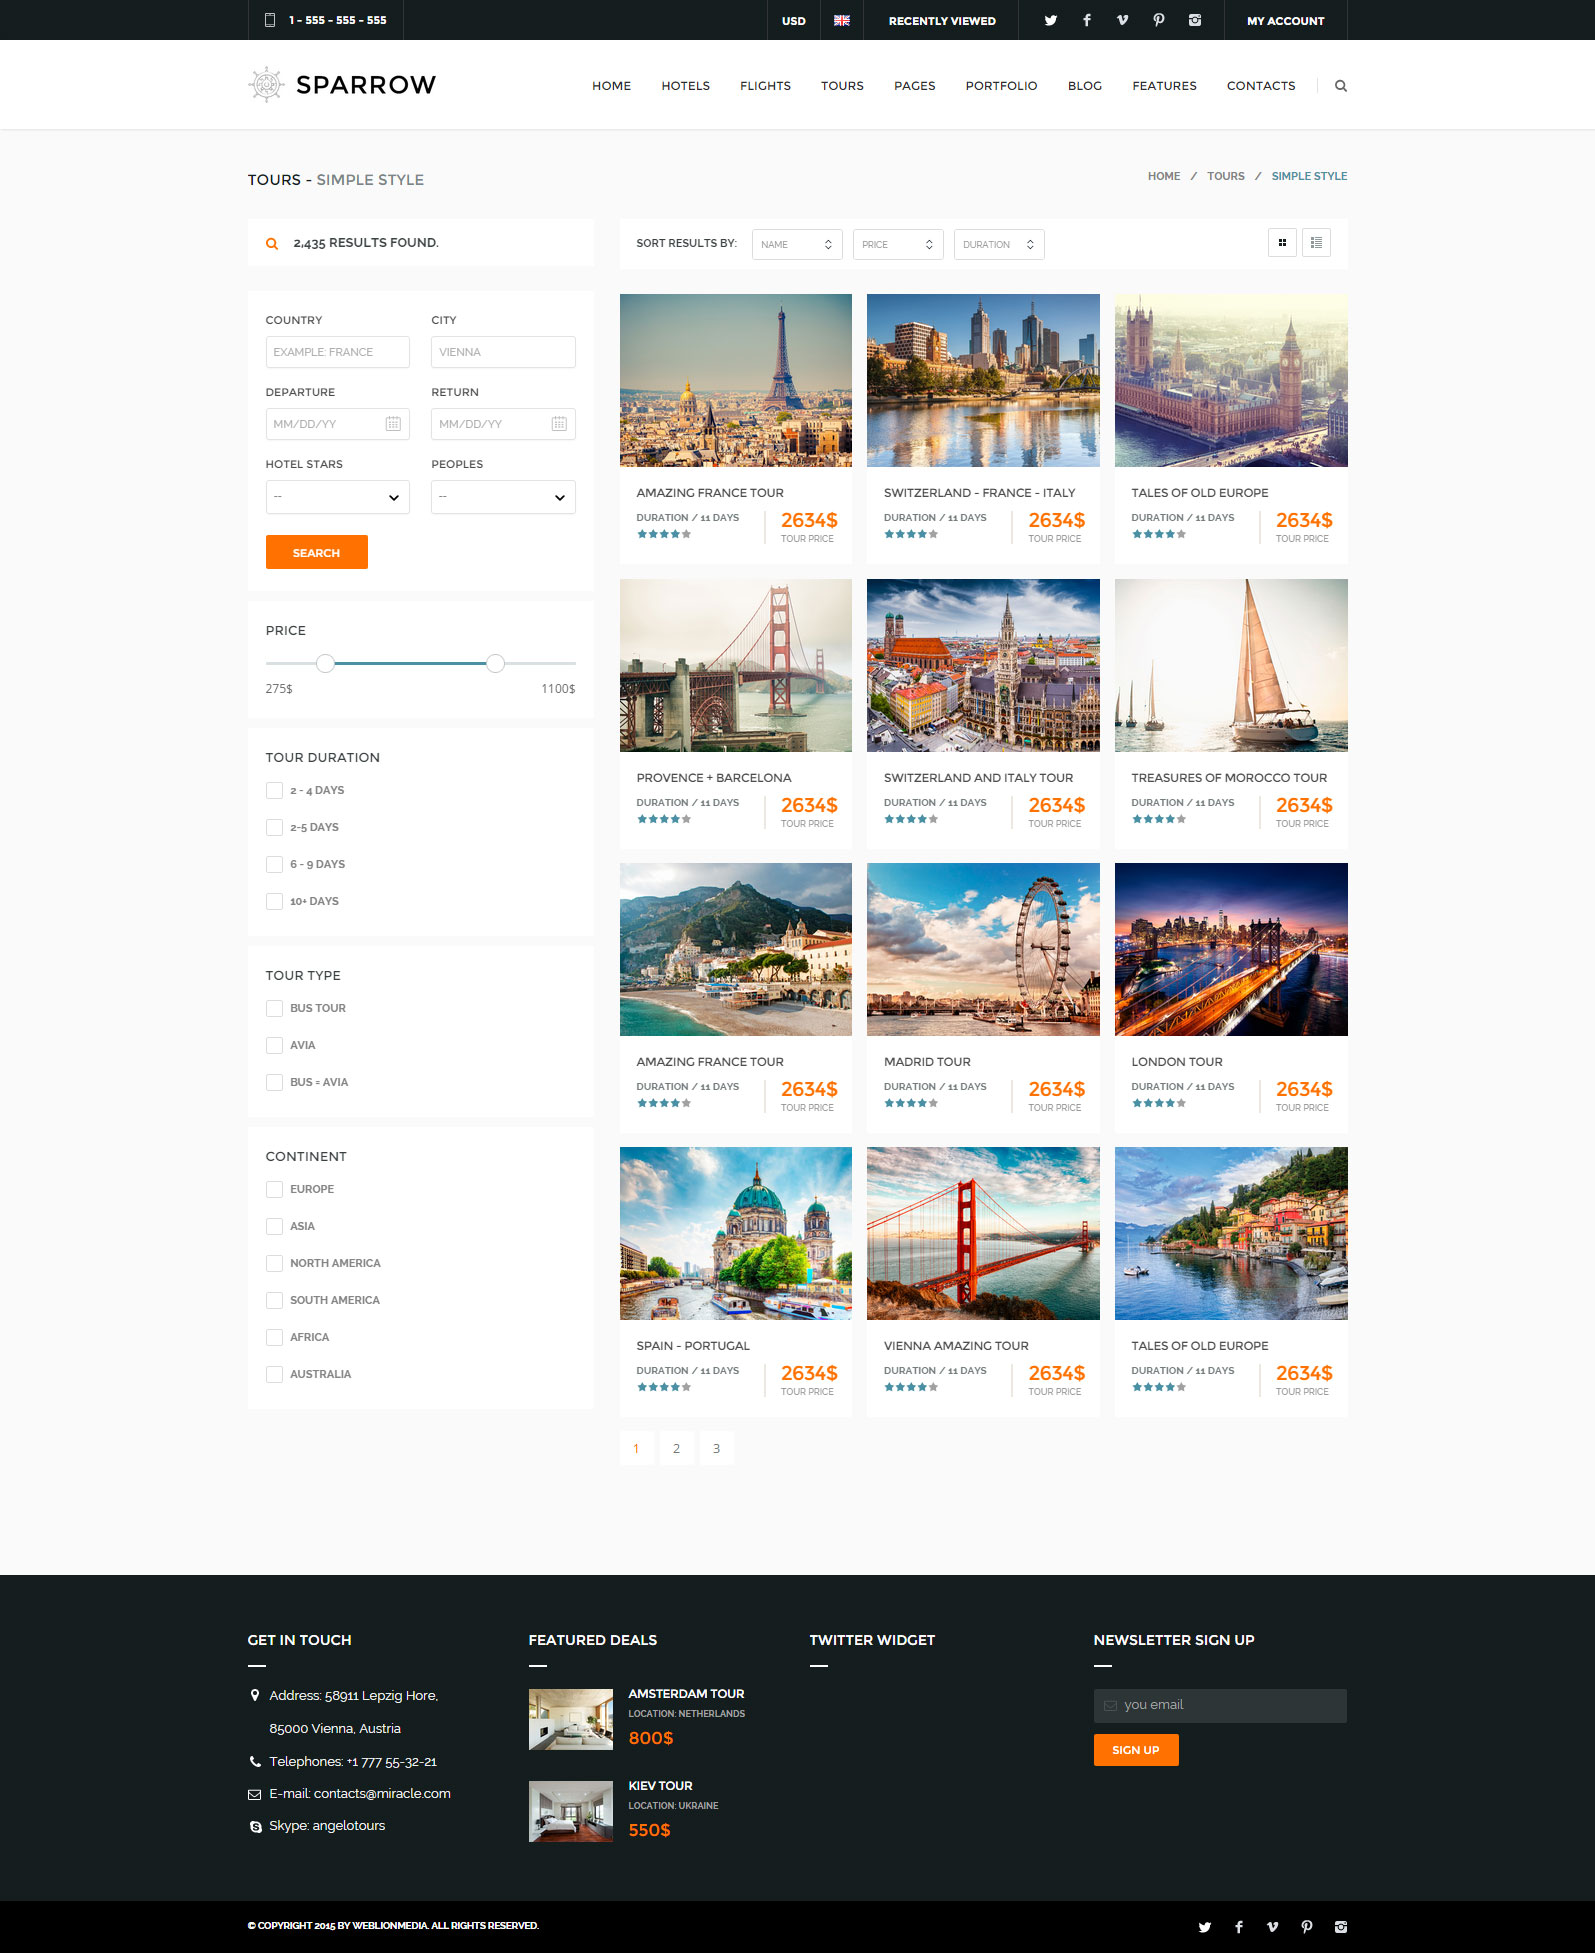 1 - 555 - 555 - 555
USD
RECENTLY VIEWED
MY ACCOUNT
SPARROW
HOME
HOTELS
FLIGHTS
TOURS
PAGES
PORTFOLIO
BLOG
FEATURES
CONTACTS
TOURS - SIMPLE STYLE
HOME / TOURS / SIMPLE STYLE
2,435 RESULTS FOUND.
COUNTRY
CITY
EXAMPLE: FRANCE
VIENNA
DEPARTURE
RETURN
MM/DD/YY
MM/DD/YY
HOTEL STARS
PEOPLES
--
--
SEARCH
PRICE
275$
1100$
TOUR DURATION
2 - 4 DAYS
2-5 DAYS
6 - 9 DAYS
10+ DAYS
TOUR TYPE
BUS TOUR
AVIA
BUS = AVIA
CONTINENT
EUROPE
ASIA
NORTH AMERICA
SOUTH AMERICA
AFRICA
AUSTRALIA
SORT RESULTS BY:
NAME
PRICE
DURATION
AMAZING FRANCE TOUR
DURATION / 11 DAYS
2634$
TOUR PRICE
SWITZERLAND - FRANCE - ITALY
DURATION / 11 DAYS
2634$
TOUR PRICE
TALES OF OLD EUROPE
DURATION / 11 DAYS
2634$
TOUR PRICE
PROVENCE + BARCELONA
DURATION / 11 DAYS
2634$
TOUR PRICE
SWITZERLAND AND ITALY TOUR
DURATION / 11 DAYS
2634$
TOUR PRICE
TREASURES OF MOROCCO TOUR
DURATION / 11 DAYS
2634$
TOUR PRICE
AMAZING FRANCE TOUR
DURATION / 11 DAYS
2634$
TOUR PRICE
MADRID TOUR
DURATION / 11 DAYS
2634$
TOUR PRICE
LONDON TOUR
DURATION / 11 DAYS
2634$
TOUR PRICE
SPAIN - PORTUGAL
DURATION / 11 DAYS
2634$
TOUR PRICE
VIENNA AMAZING TOUR
DURATION / 11 DAYS
2634$
TOUR PRICE
TALES OF OLD EUROPE
DURATION / 11 DAYS
2634$
TOUR PRICE
1
2
3
GET IN TOUCH
Address: 58911 Lepzig Hore,
85000 Vienna, Austria
Telephones: +1 777 55-32-21
E-mail: contacts@miracle.com
Skype: angelotours
FEATURED DEALS
AMSTERDAM TOUR
LOCATION: NETHERLANDS
800$
KIEV TOUR
LOCATION: UKRAINE
550$
TWITTER WIDGET
NEWSLETTER SIGN UP
you email
SIGN UP
© COPYRIGHT 2015 BY WEBLIONMEDIA. ALL RIGHTS RESERVED.